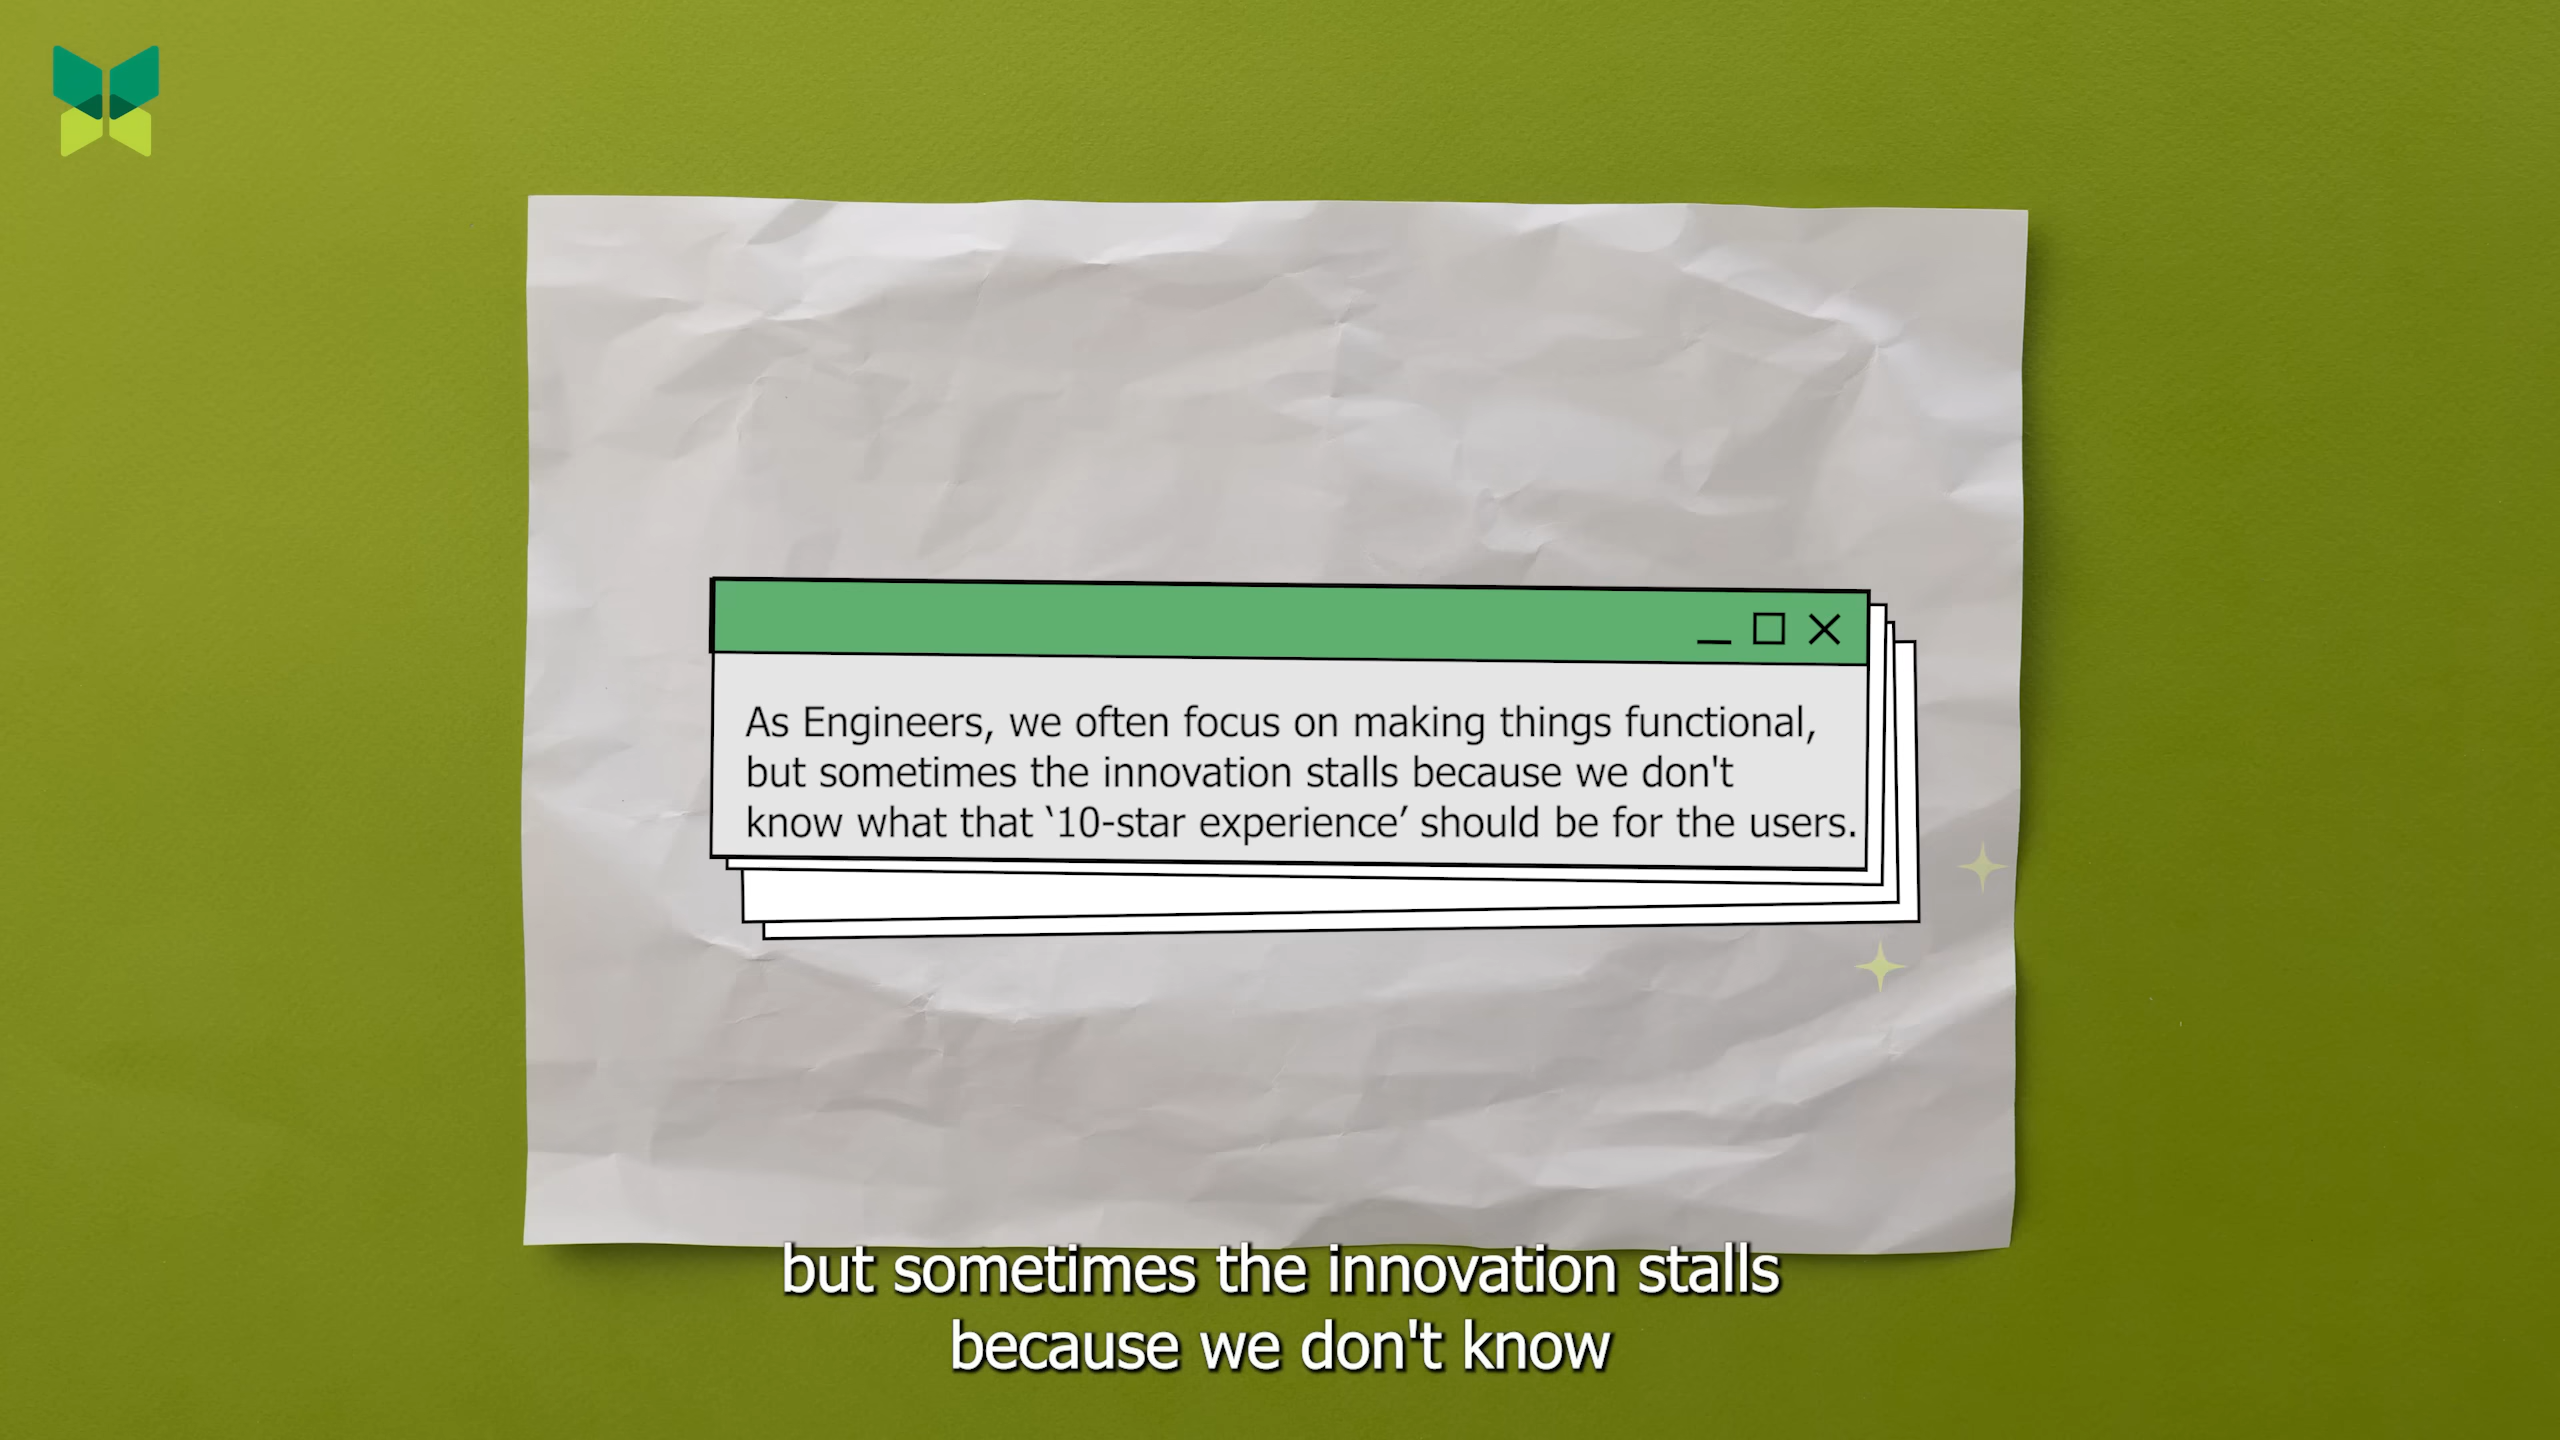 As Engineers, we often focus on making things functional,
but sometimes the innovation stalls because we don't
know what that ‘10-star experience’ should be for the users.
but sometimes the innovation stalls
because we don't know